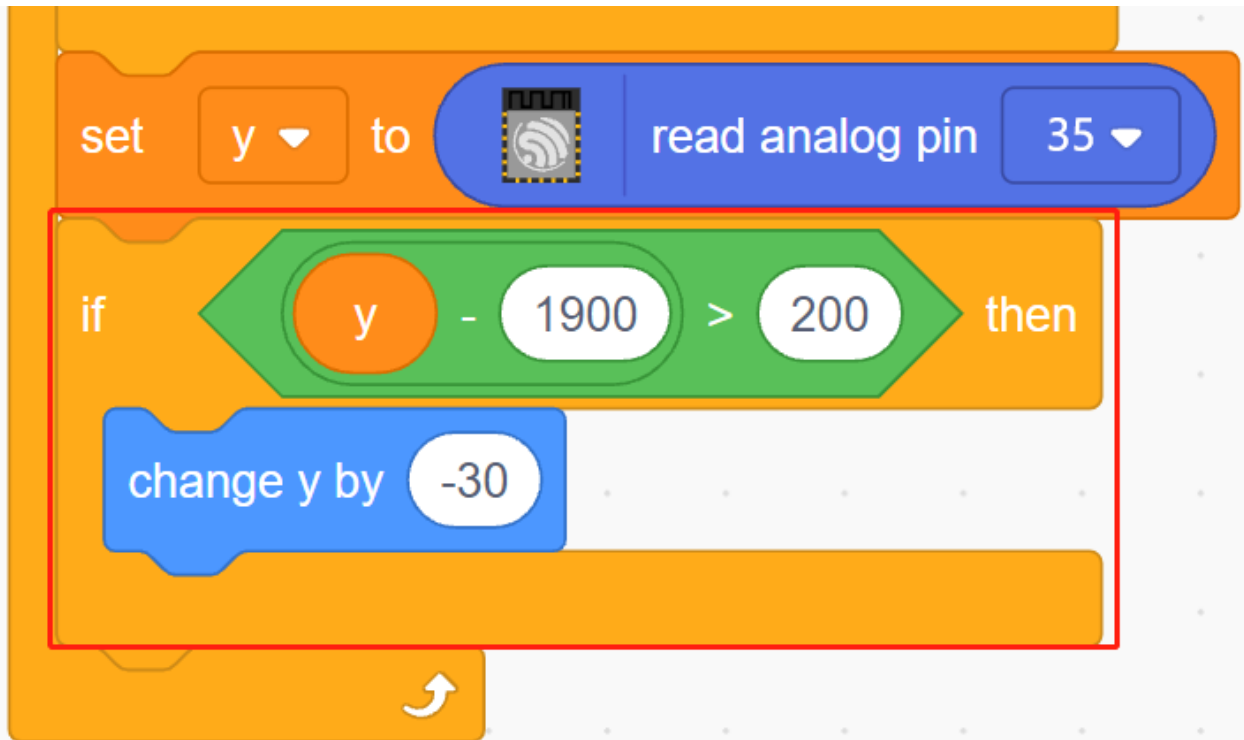 set y to read analog pin 35
if y - 1900 > 200 then
change y by -30